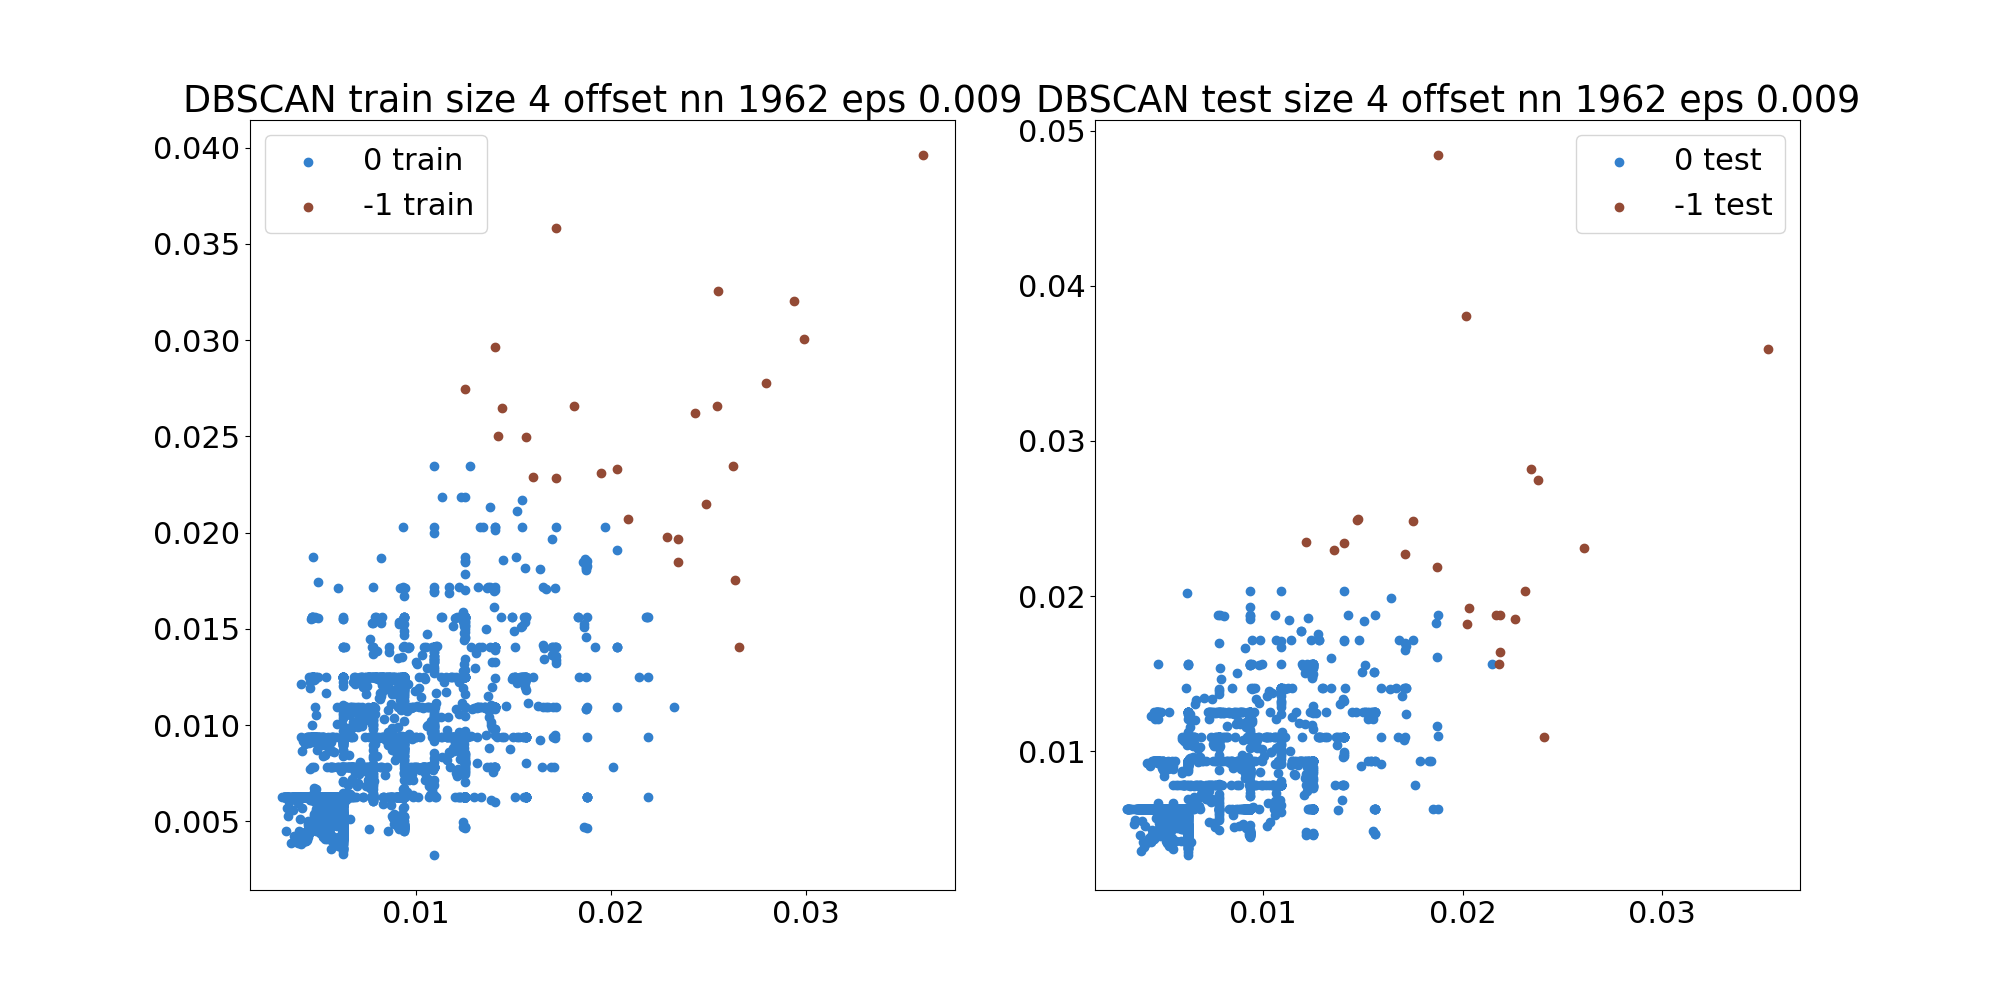 DBSCAN train size 4 offset nn 1962 eps 0.009
0 train
-1 train
0.040
0.035
0.030
0.025
0.020
0.015
0.010
0.005
0.01 0.02 0.03
DBSCAN test size 4 offset nn 1962 eps 0.009
0 test
-1 test
0.05
0.04
0.03
0.02
0.01
0.01 0.02 0.03